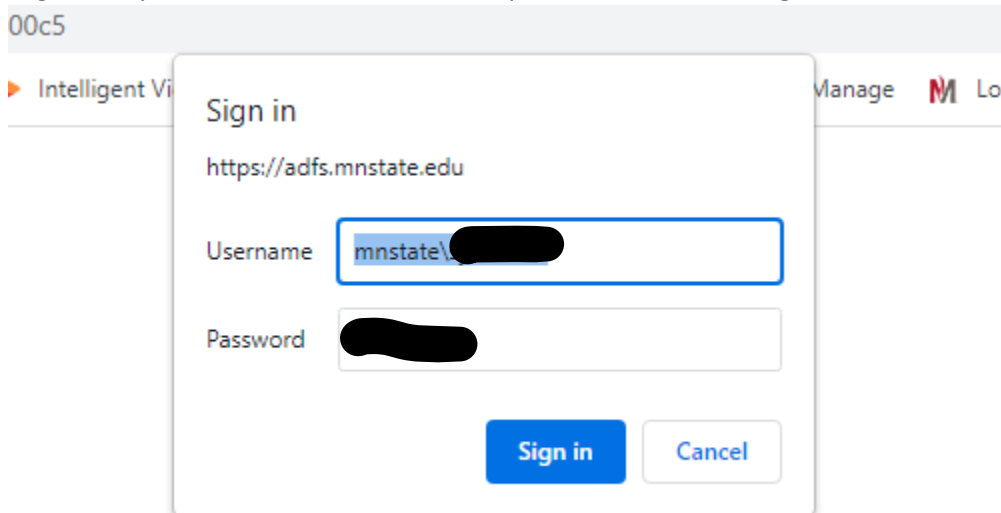 00c5
Intelligent Vi
Manage
Lo
Sign in
https://adfs.mnstate.edu
Username mnstate\
Password
Sign in Cancel